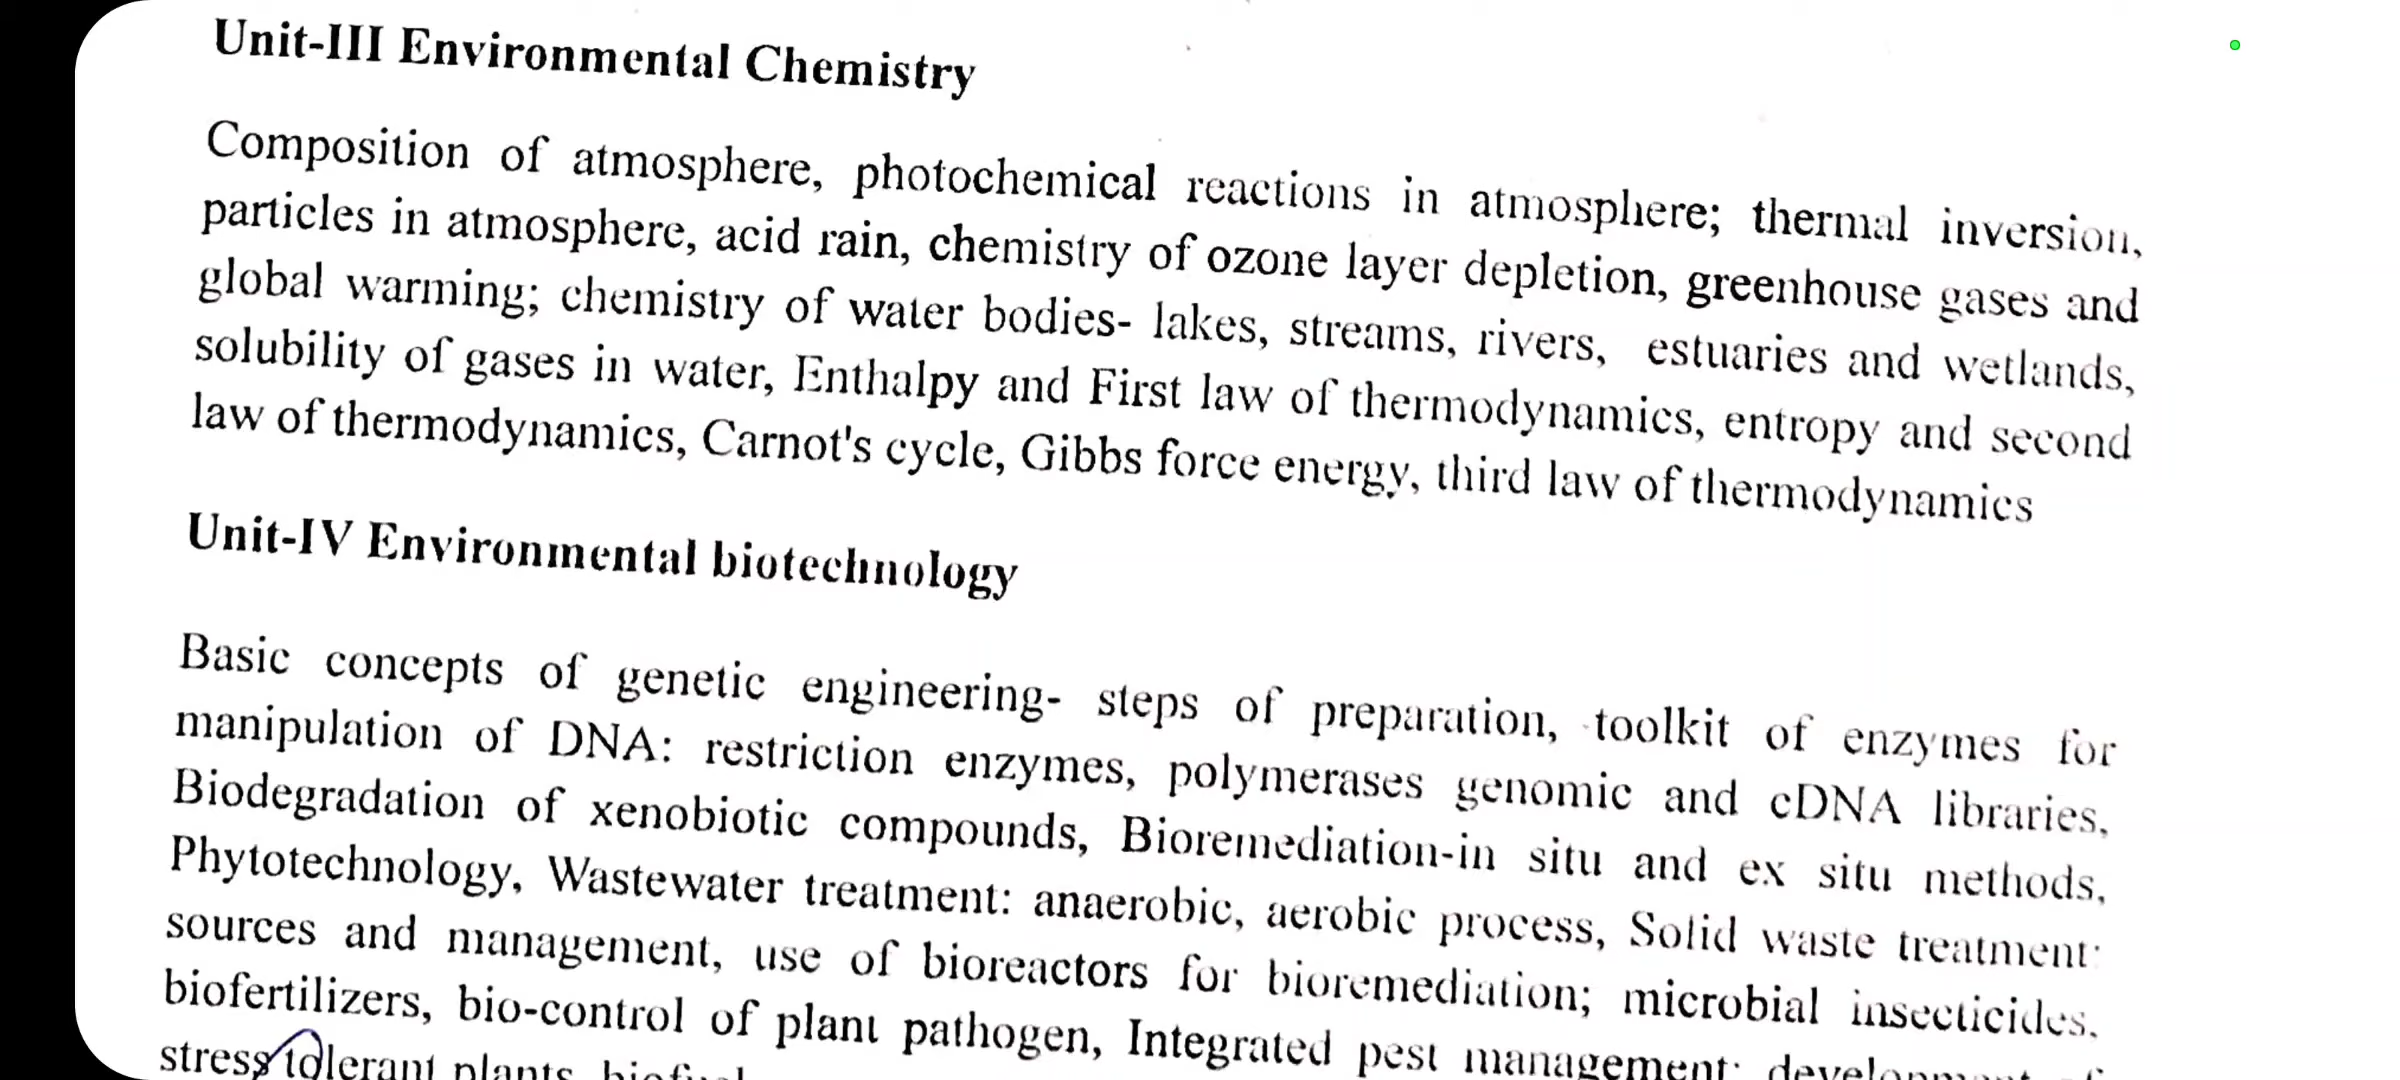 Unit-III Environmental Chemistry
Composition of atmosphere, photochemical reactions in atmosphere; thermal inversion,
particles in atmosphere, acid rain, chemistry of ozone layer depletion, greenhouse gases and
global warming; chemistry of water bodies- lakes, streams, rivers, estuaries and wetlands,
solubility of gases in water, Enthalpy and First law of thermodynamics, entropy and second
law of thermodynamics, Carnot's cycle, Gibbs force energy, third law of thermodynamics
Unit-IV Environmental biotechnology
Basic concepts of genetic engineering- steps of preparation, toolkit of enzymes for
manipulation of DNA: restriction enzymes, polymerases genomic and cDNA libraries,
Biodegradation of xenobiotic compounds, Bioremediation-in situ and ex situ methods,
Phytotechnology, Wastewater treatment: anaerobic, aerobic process, Solid waste treatment:
sources and management, use of bioreactors for bioremediation; microbial insecticides,
biofertilizers, bio-control of plant pathogen, Integrated pest management; development of
stress tolerant plants, biofuel